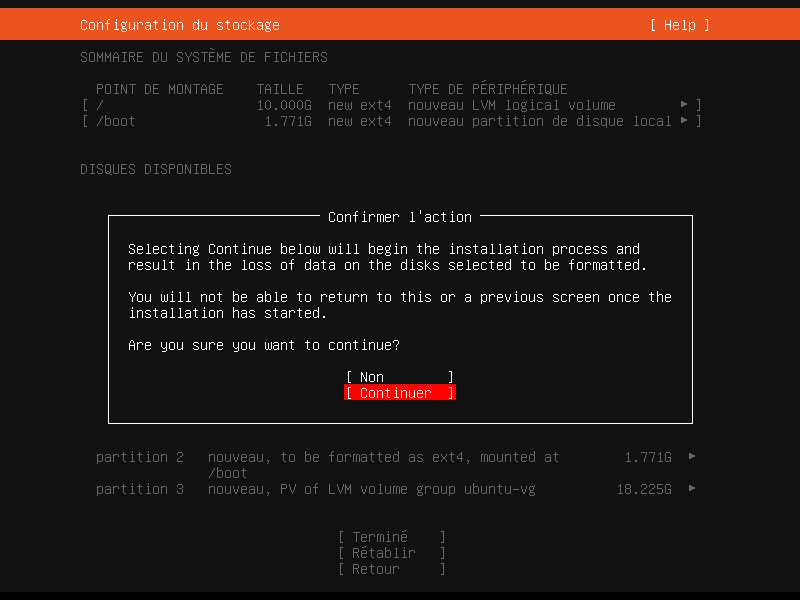 Configuration du stockage [ Help ]
SOMMAIRE DU SYSTÈME DE FICHIERS
POINT DE MONTAGE TAILLE TYPE TYPE DE PÉRIPHÉRIQUE
[ / 10.000G new ext4 nouveau LVM logical volume ▸ ]
[ /boot 1.771G new ext4 nouveau partition de disque local ▸ ]
DISQUES DISPONIBLES
Confirmer l'action
Selecting Continue below will begin the installation process and
result in the loss of data on the disks selected to be formatted.
You will not be able to return to this or a previous screen once the
installation has started.
Are you sure you want to continue?
[ Non ]
[ Continuer ]
partition 2 nouveau, to be formatted as ext4, mounted at 1.771G ▸
/boot
partition 3 nouveau, PV of LVM volume group ubuntu-vg 18.225G ▸
[ Terminé ]
[ Rétablir ]
[ Retour ]